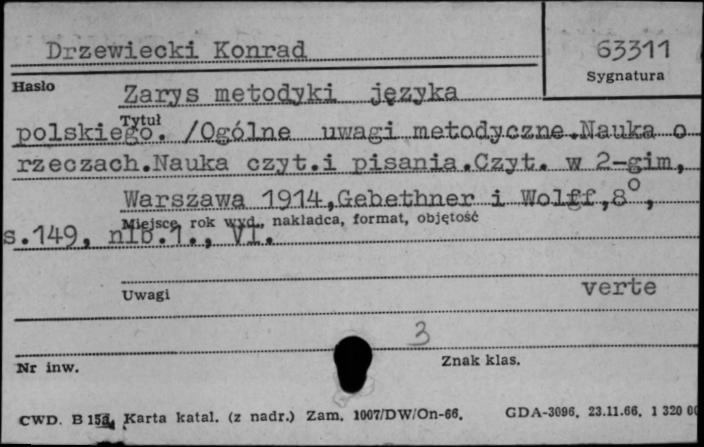 Drzewiecki Konrad
63311
Sygnatura
Hasło
Zarys metodyki języka
Tytuł
polskiego. /Ogólne uwagi metodyczne.Nauka o
rzeczach.Nauka czyt.i pisania.Czyt. w 2-gim,
Warszawa 1914,Gebethner i Wolff,8°,
Miejsce, rok wyd., nakładca, format, objętość
s.149, nlb.1., VI.
Uwagi
verte
3
Nr inw.
Znak klas.
CWD. B 15a, Karta katal. (z nadr.) Zam. 1007/DW/On-66. GDA-3096. 23.11.66. 1 320 00